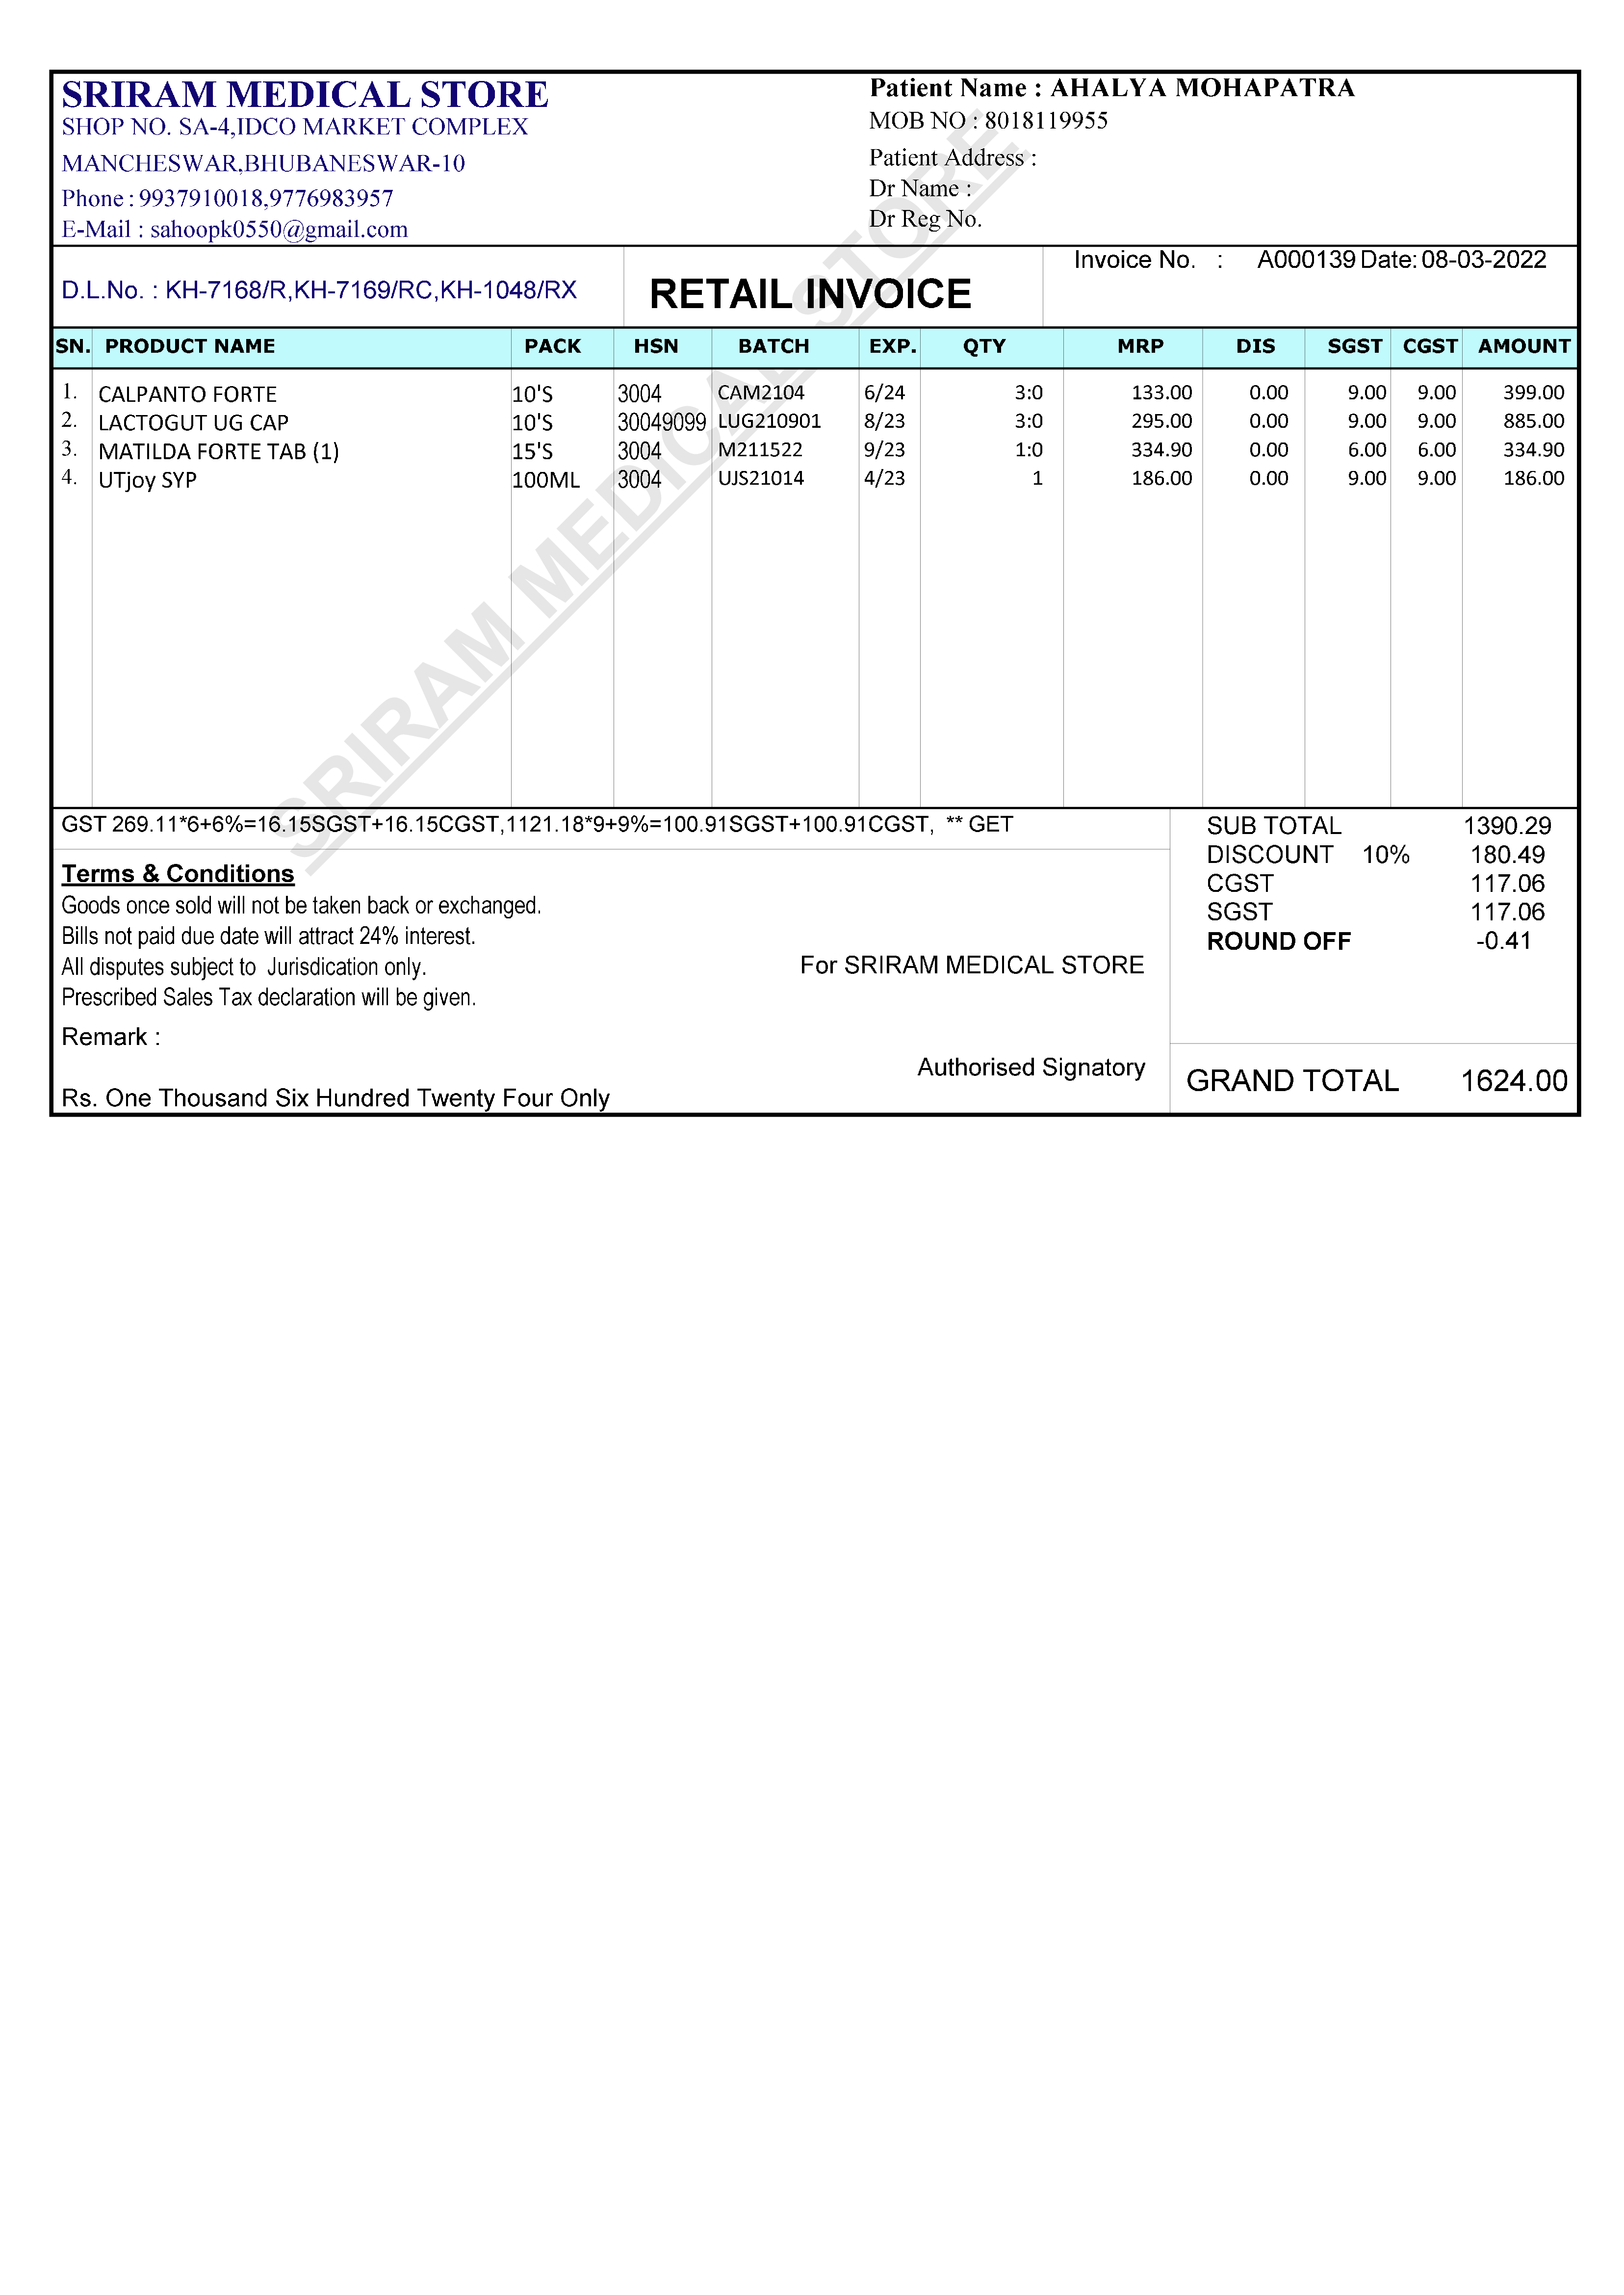 SRIRAM MEDICAL STORE
SHOP NO. SA-4,IDCO MARKET COMPLEX
MANCHESWAR,BHUBANESWAR-10
Phone : 9937910018,9776983957
E-Mail : sahoopk0550@gmail.com
Patient Name : AHALYA MOHAPATRA
MOB NO : 8018119955
Patient Address :
Dr Name :
Dr Reg No.
D.L.No. : KH-7168/R,KH-7169/RC,KH-1048/RX
RETAIL INVOICE
Invoice No. : A000139 Date: 08-03-2022
SN. PRODUCT NAME PACK HSN BATCH EXP. QTY MRP DIS SGST CGST AMOUNT
1. CALPANTO FORTE 10'S 3004 CAM2104 6/24 3:0 133.00 0.00 9.00 9.00 399.00
2. LACTOGUT UG CAP 10'S 30049099 LUG210901 8/23 3:0 295.00 0.00 9.00 9.00 885.00
3. MATILDA FORTE TAB (1) 15'S 3004 M211522 9/23 1:0 334.90 0.00 6.00 6.00 334.90
4. UTjoy SYP 100ML 3004 UJS21014 4/23 1 186.00 0.00 9.00 9.00 186.00
SRIRAM MEDICAL STORE
GST 269.11*6+6%=16.15SGST+16.15CGST,1121.18*9+9%=100.91SGST+100.91CGST, ** GET
Terms & Conditions
Goods once sold will not be taken back or exchanged.
Bills not paid due date will attract 24% interest.
All disputes subject to Jurisdication only.
Prescribed Sales Tax declaration will be given.
Remark :
Rs. One Thousand Six Hundred Twenty Four Only
For SRIRAM MEDICAL STORE
Authorised Signatory
SUB TOTAL 1390.29
DISCOUNT 10% 180.49
CGST 117.06
SGST 117.06
ROUND OFF -0.41
GRAND TOTAL 1624.00